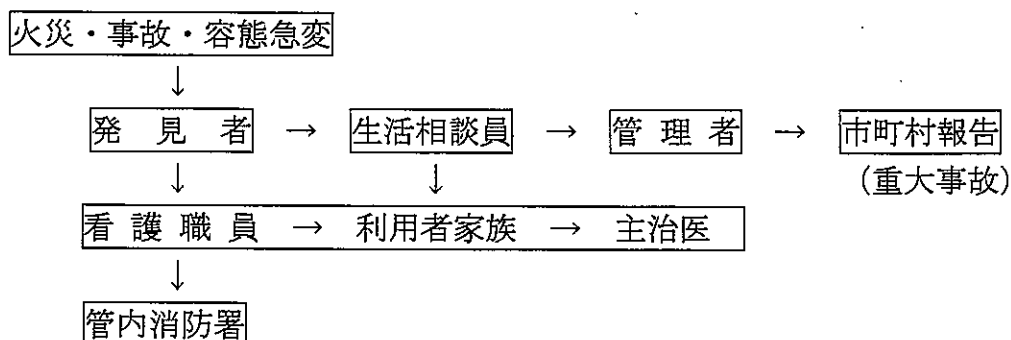 火災・事故・容態急変
↓
発見者 → 生活相談員 → 管理者 → 市町村報告
↓ ↓ （重大事故）
看護職員 → 利用者家族 → 主治医
↓
管内消防署